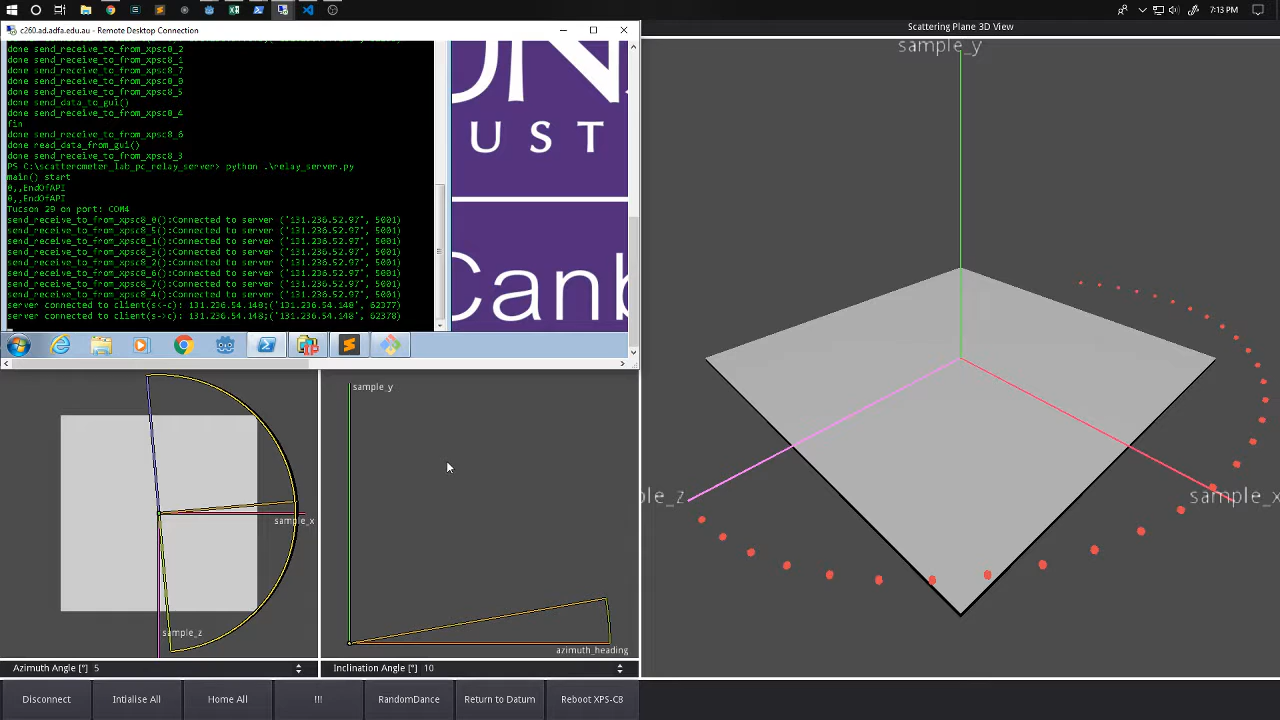 7:13 PM
c260.ad.adfa.edu.au - Remote Desktop Connection
done send_receive_to_from_xpsc8_2
done send_receive_to_from_xpsc8_1
done send_receive_to_from_xpsc8_7
done send_receive_to_from_xpsc8_0
done send_receive_to_from_xpsc8_5
done send_data_to_gui()
done send_receive_to_from_xpsc8_4
fin
done send_receive_to_from_xpsc8_6
done read_data_from_gui()
done send_receive_to_from_xpsc8_3
PS C:\scatterometer_lab_pc_relay_server> python .\relay_server.py
main() start
0,,EndOfAPI
0,,EndOfAPI
Tucson 29 on port: COM4
send_receive_to_from_xpsc8_0():Connected to server ('131.236.52.97', 5001)
send_receive_to_from_xpsc8_5():Connected to server ('131.236.52.97', 5001)
send_receive_to_from_xpsc8_1():Connected to server ('131.236.52.97', 5001)
send_receive_to_from_xpsc8_3():Connected to server ('131.236.52.97', 5001)
send_receive_to_from_xpsc8_2():Connected to server ('131.236.52.97', 5001)
send_receive_to_from_xpsc8_6():Connected to server ('131.236.52.97', 5001)
send_receive_to_from_xpsc8_7():Connected to server ('131.236.52.97', 5001)
send_receive_to_from_xpsc8_4():Connected to server ('131.236.52.97', 5001)
server connected to client(s->c): 131.236.54.148;('131.236.54.148', 62377)
server connected to client(s->c): 131.236.54.148;('131.236.54.148', 62378)
UST
Canb
Scattering Plane 3D View
sample_y
ple_z
sample_x
sample_x
sample_z
sample_y
azimuth_heading
Azimuth Angle [°] 5
Inclination Angle [°] 10
Disconnect
Intialise All
Home All
!!!
RandomDance
Return to Datum
Reboot XPS-C8